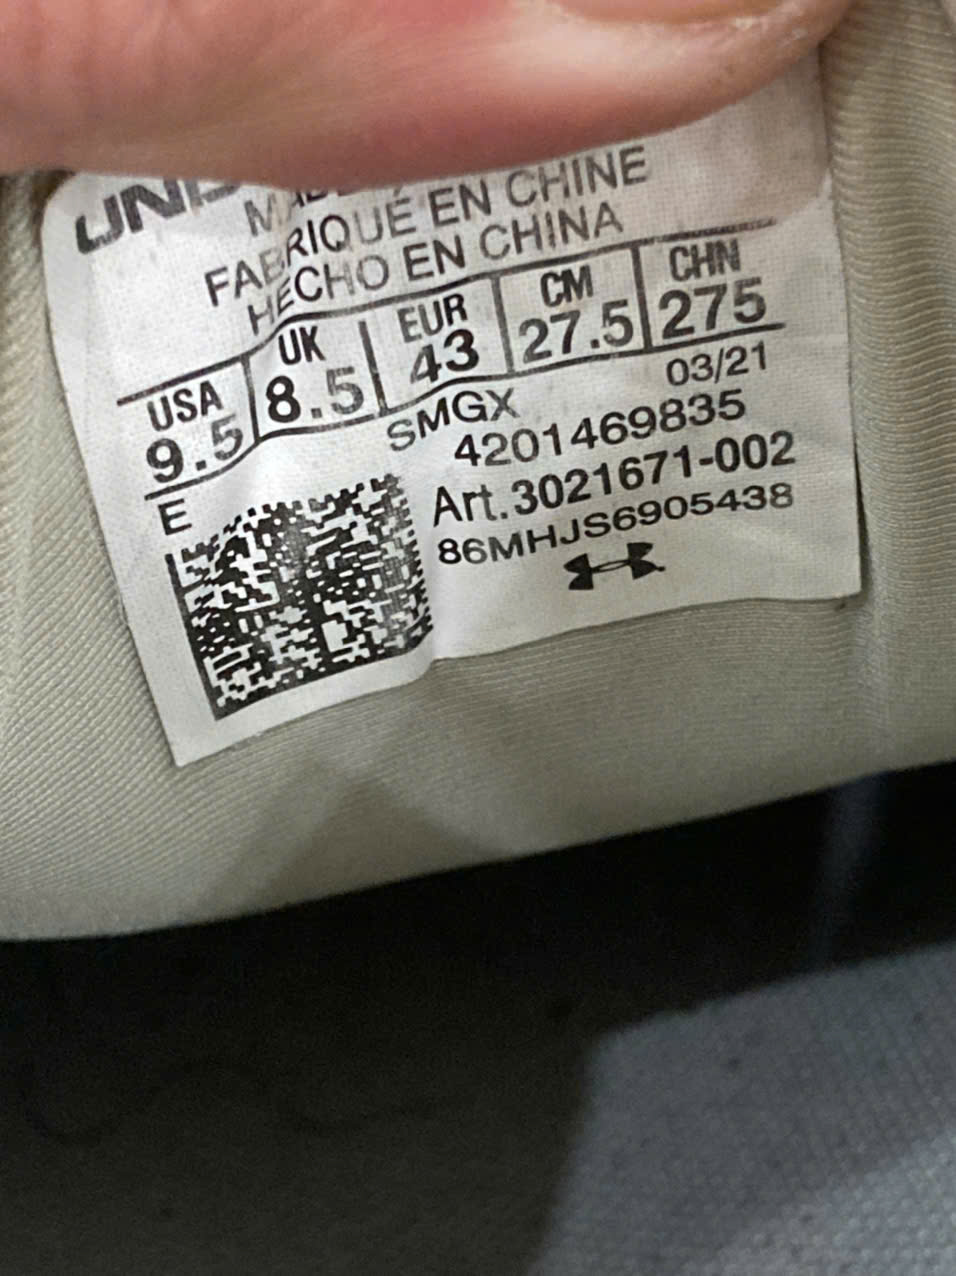 FABRIQUÉ EN CHINE
HECHO EN CHINA
USA UK EUR CM CHN
9.5 8.5 43 27.5 275
E SMGX 03/21
4201469835
Art.3021671-002
86MHJS6905438